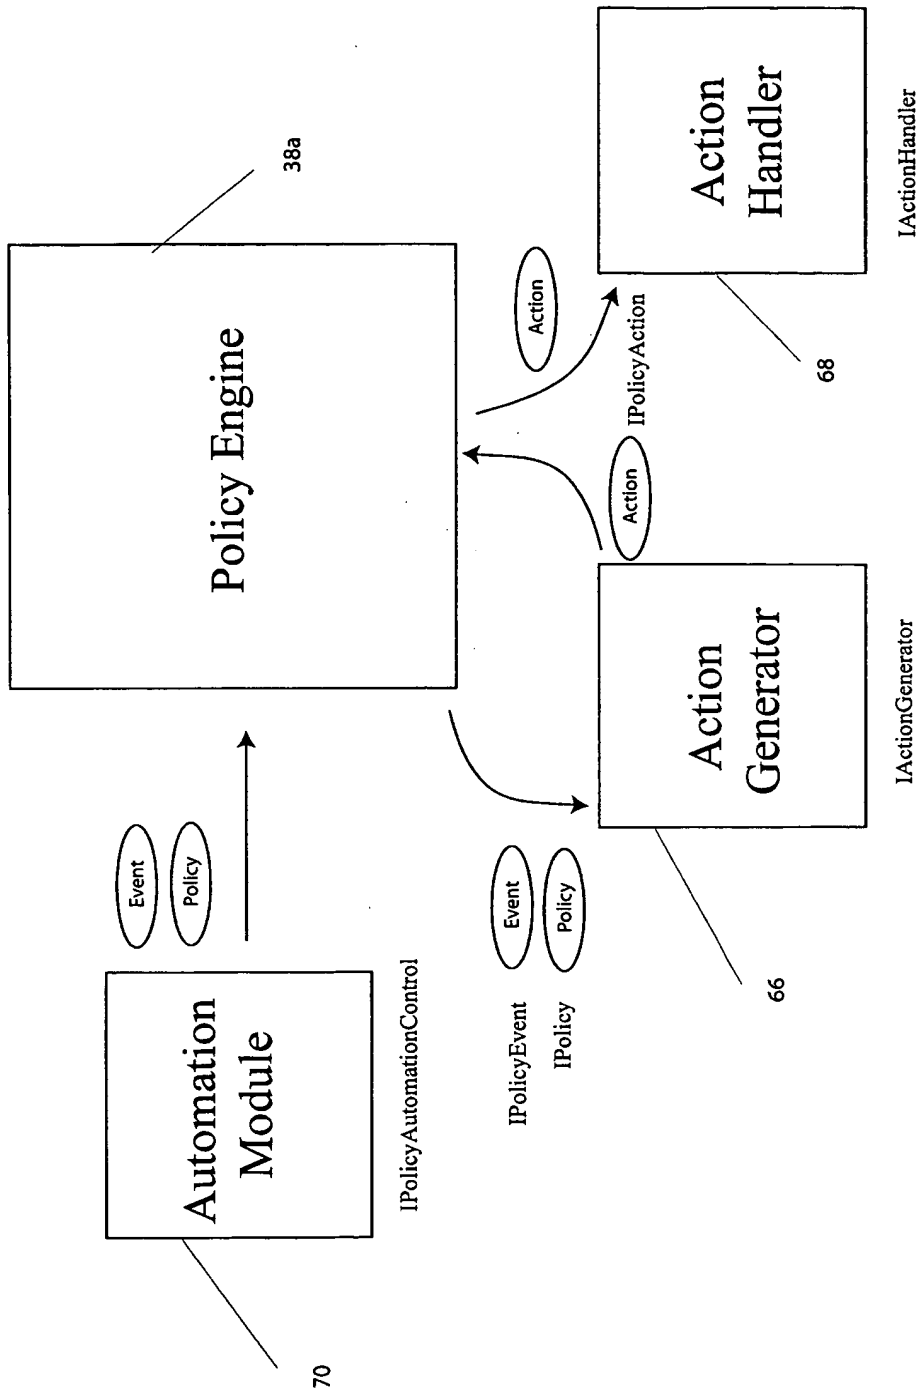 Automation
Module
70
IPolicyAutomationControl
Event
Policy
Policy Engine
38a
Event
Policy
IPolicyEvent
IPolicy
Action
Generator
66
IActionGenerator
Action
IPolicyAction
Action
Action
Handler
68
IActionHandler